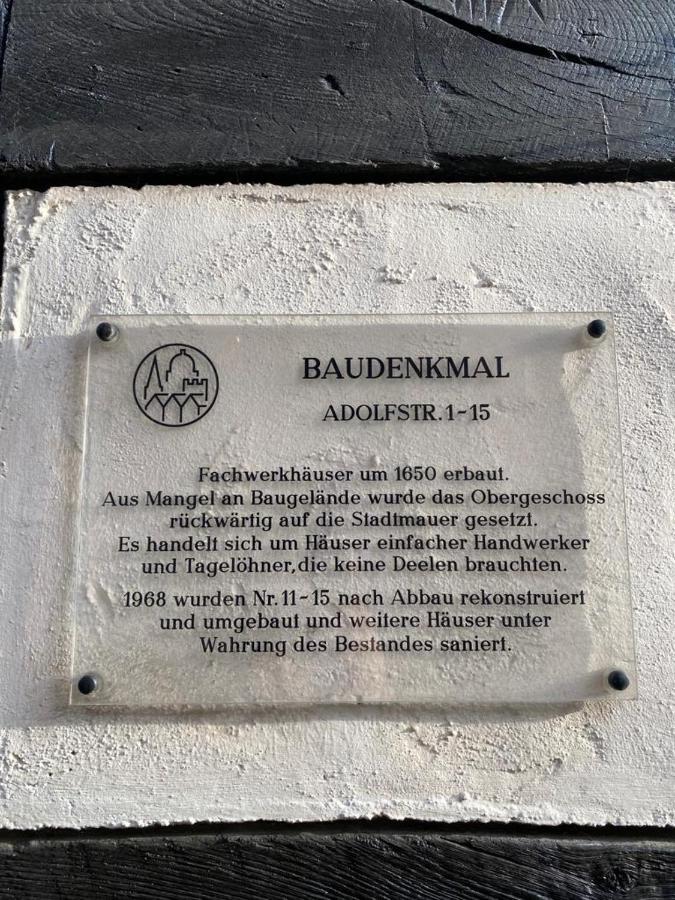 BAUDENKMAL
ADOLFSTR. 1-15
Fachwerkhäuser um 1650 erbaut.
Aus Mangel an Baugelände wurde das Obergeschoss
rückwärtig auf die Stadtmauer gesetzt.
Es handelt sich um Häuser einfacher Handwerker
und Tagelöhner, die keine Deelen brauchten.
1968 wurden Nr. 11-15 nach Abbau rekonstruiert
und umgebaut und weitere Häuser unter
Wahrung des Bestandes saniert.